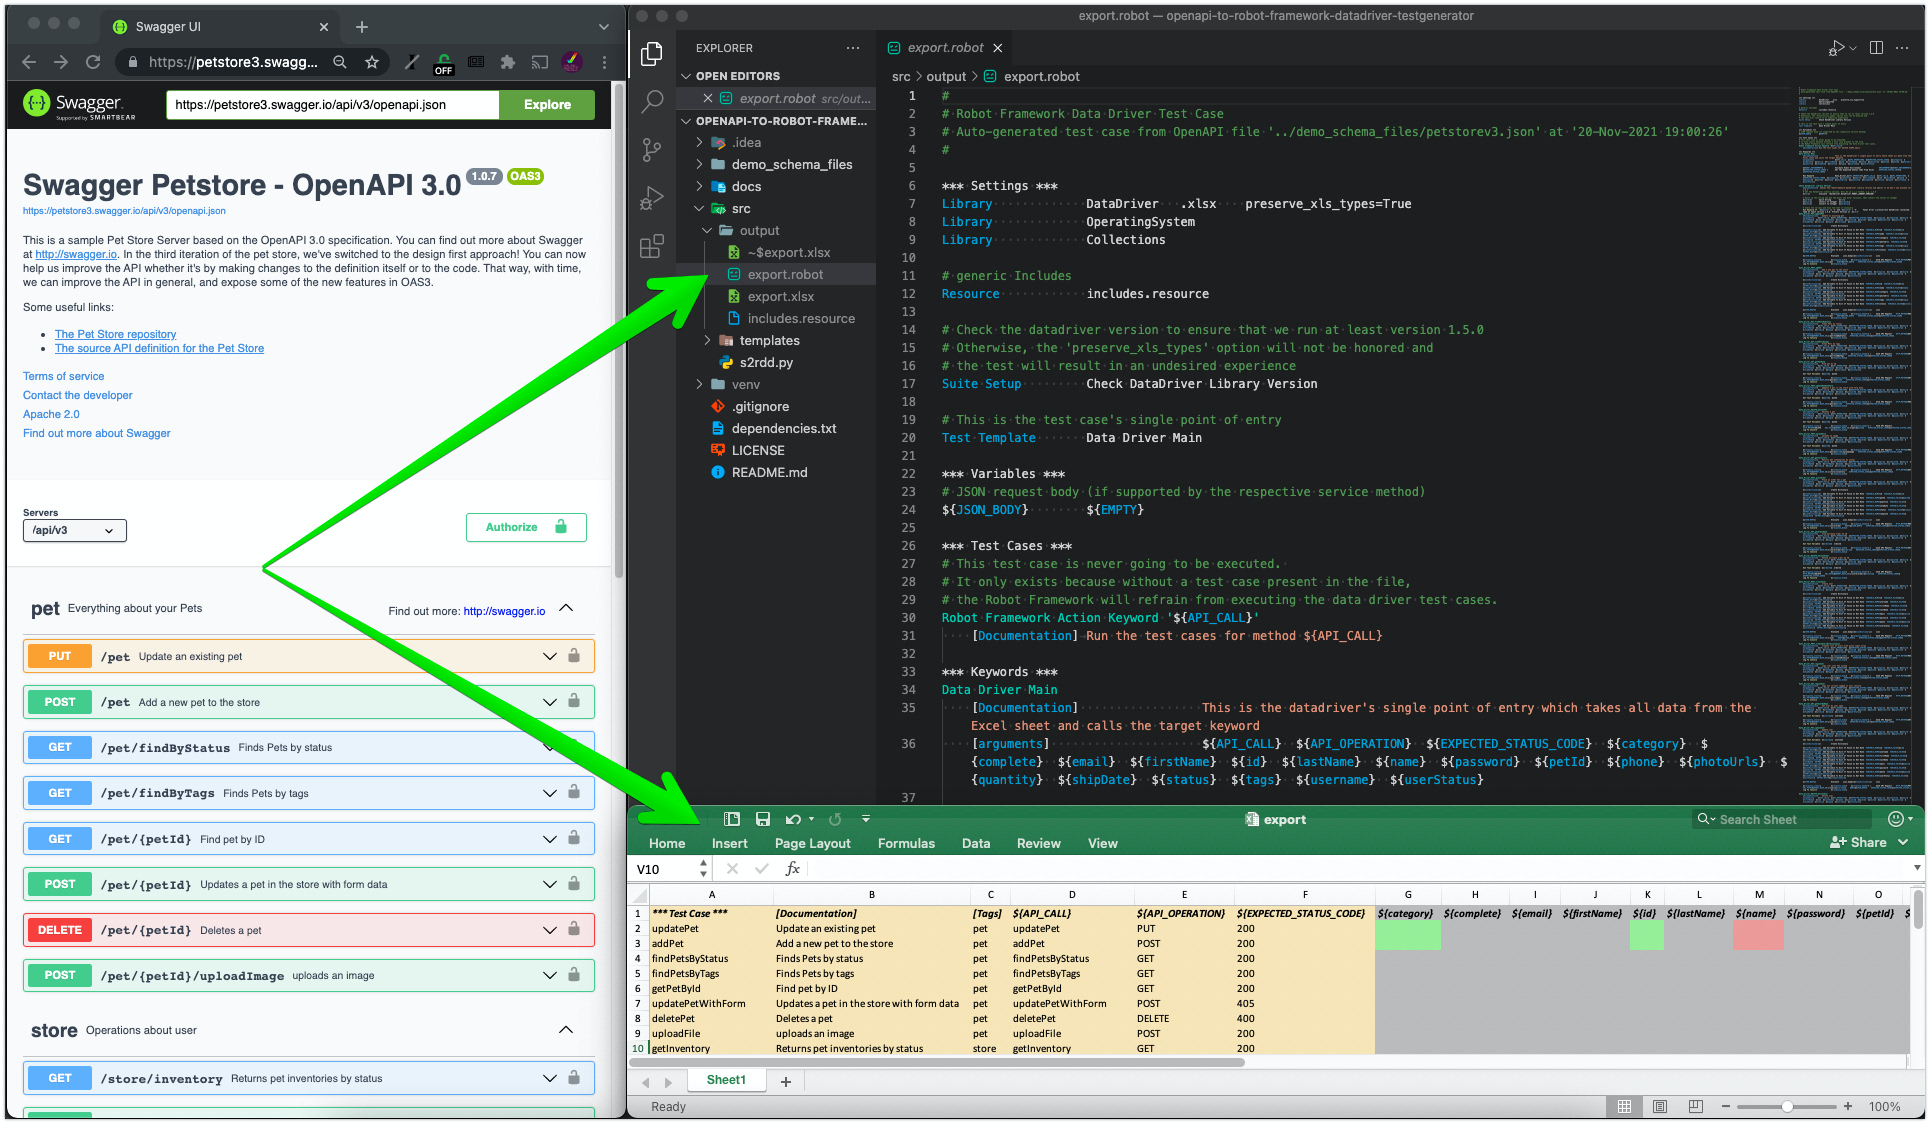 Swagger UI
https://petstore3.swagg...
OFF
Swagger.
Supported by SMARTBEAR
https://petstore3.swagger.io/api/v3/openapi.json
Explore
Swagger Petstore - OpenAPI 3.0 1.0.7 OAS3
https://petstore3.swagger.io/api/v3/openapi.json
This is a sample Pet Store Server based on the OpenAPI 3.0 specification. You can find out more about Swagger
at http://swagger.io. In the third iteration of the pet store, we've switched to the design first approach! You can now
help us improve the API whether it's by making changes to the definition itself or to the code. That way, with time,
we can improve the API in general, and expose some of the new features in OAS3.
Some useful links:
The Pet Store repository
The source API definition for the Pet Store
Terms of service
Contact the developer
Apache 2.0
Find out more about Swagger
Servers
/api/v3
Authorize
pet Everything about your Pets Find out more: http://swagger.io
PUT /pet Update an existing pet
POST /pet Add a new pet to the store
GET /pet/findByStatus Finds Pets by status
GET /pet/findByTags Finds Pets by tags
GET /pet/{petId} Find pet by ID
POST /pet/{petId} Updates a pet in the store with form data
DELETE /pet/{petId} Deletes a pet
POST /pet/{petId}/uploadImage uploads an image
store Operations about user
GET /store/inventory Returns pet inventories by status
export.robot — openapi-to-robot-framework-datadriver-testgenerator
EXPLORER
OPEN EDITORS
export.robot src/out...
OPENAPI-TO-ROBOT-FRAME...
.idea
demo_schema_files
docs
src
output
~$export.xlsx
export.robot
export.xlsx
includes.resource
templates
s2rdd.py
venv
.gitignore
dependencies.txt
LICENSE
README.md
export.robot
src > output > export.robot
1 #
2 # Robot Framework Data Driver Test Case
3 # Auto-generated test case from OpenAPI file '../demo_schema_files/petstorev3.json' at '20-Nov-2021 19:00:26'
4 #
5
6 *** Settings ***
7 Library DataDriver .xlsx preserve_xls_types=True
8 Library OperatingSystem
9 Library Collections
10
11 # generic Includes
12 Resource includes.resource
13
14 # Check the datadriver version to ensure that we run at least version 1.5.0
15 # Otherwise, the 'preserve_xls_types' option will not be honored and
16 # the test will result in an undesired experience
17 Suite Setup Check DataDriver Library Version
18
19 # This is the test case's single point of entry
20 Test Template Data Driver Main
21
22 *** Variables ***
23 # JSON request body (if supported by the respective service method)
24 ${JSON_BODY} ${EMPTY}
25
26 *** Test Cases ***
27 # This test case is never going to be executed.
28 # It only exists because without a test case present in the file,
29 # the Robot Framework will refrain from executing the data driver test cases.
30 Robot Framework Action Keyword '${API_CALL}'
31 [Documentation] Run the test cases for method ${API_CALL}
32
33 *** Keywords ***
34 Data Driver Main
35 [Documentation] This is the datadriver's single point of entry which takes all data from the
Excel sheet and calls the target keyword
36 [arguments] ${API_CALL} ${API_OPERATION} ${EXPECTED_STATUS_CODE} ${category} $
{complete} ${email} ${firstName} ${id} ${lastName} ${name} ${password} ${petId} ${phone} ${photoUrls} $
{quantity} ${shipDate} ${status} ${tags} ${username} ${userStatus}
37
export
Search Sheet
Home Insert Page Layout Formulas Data Review View
Share
V10 fx
A B C D E F G H I J K L M N O
1 *** Test Case *** [Documentation] [Tags] ${API_CALL} ${API_OPERATION} ${EXPECTED_STATUS_CODE} ${category} ${complete} ${email} ${firstName} ${id} ${lastName} ${name} ${password} ${petId} $
2 updatePet Update an existing pet pet updatePet PUT 200
3 addPet Add a new pet to the store pet addPet POST 200
4 findPetsByStatus Finds Pets by status pet findPetsByStatus GET 200
5 findPetsByTags Finds Pets by tags pet findPetsByTags GET 200
6 getPetById Find pet by ID pet getPetById GET 200
7 updatePetWithForm Updates a pet in the store with form data pet updatePetWithForm POST 405
8 deletePet Deletes a pet pet deletePet DELETE 400
9 uploadFile uploads an image pet uploadFile POST 200
10 getInventory Returns pet inventories by status store getInventory GET 200
Sheet1
Ready
100%